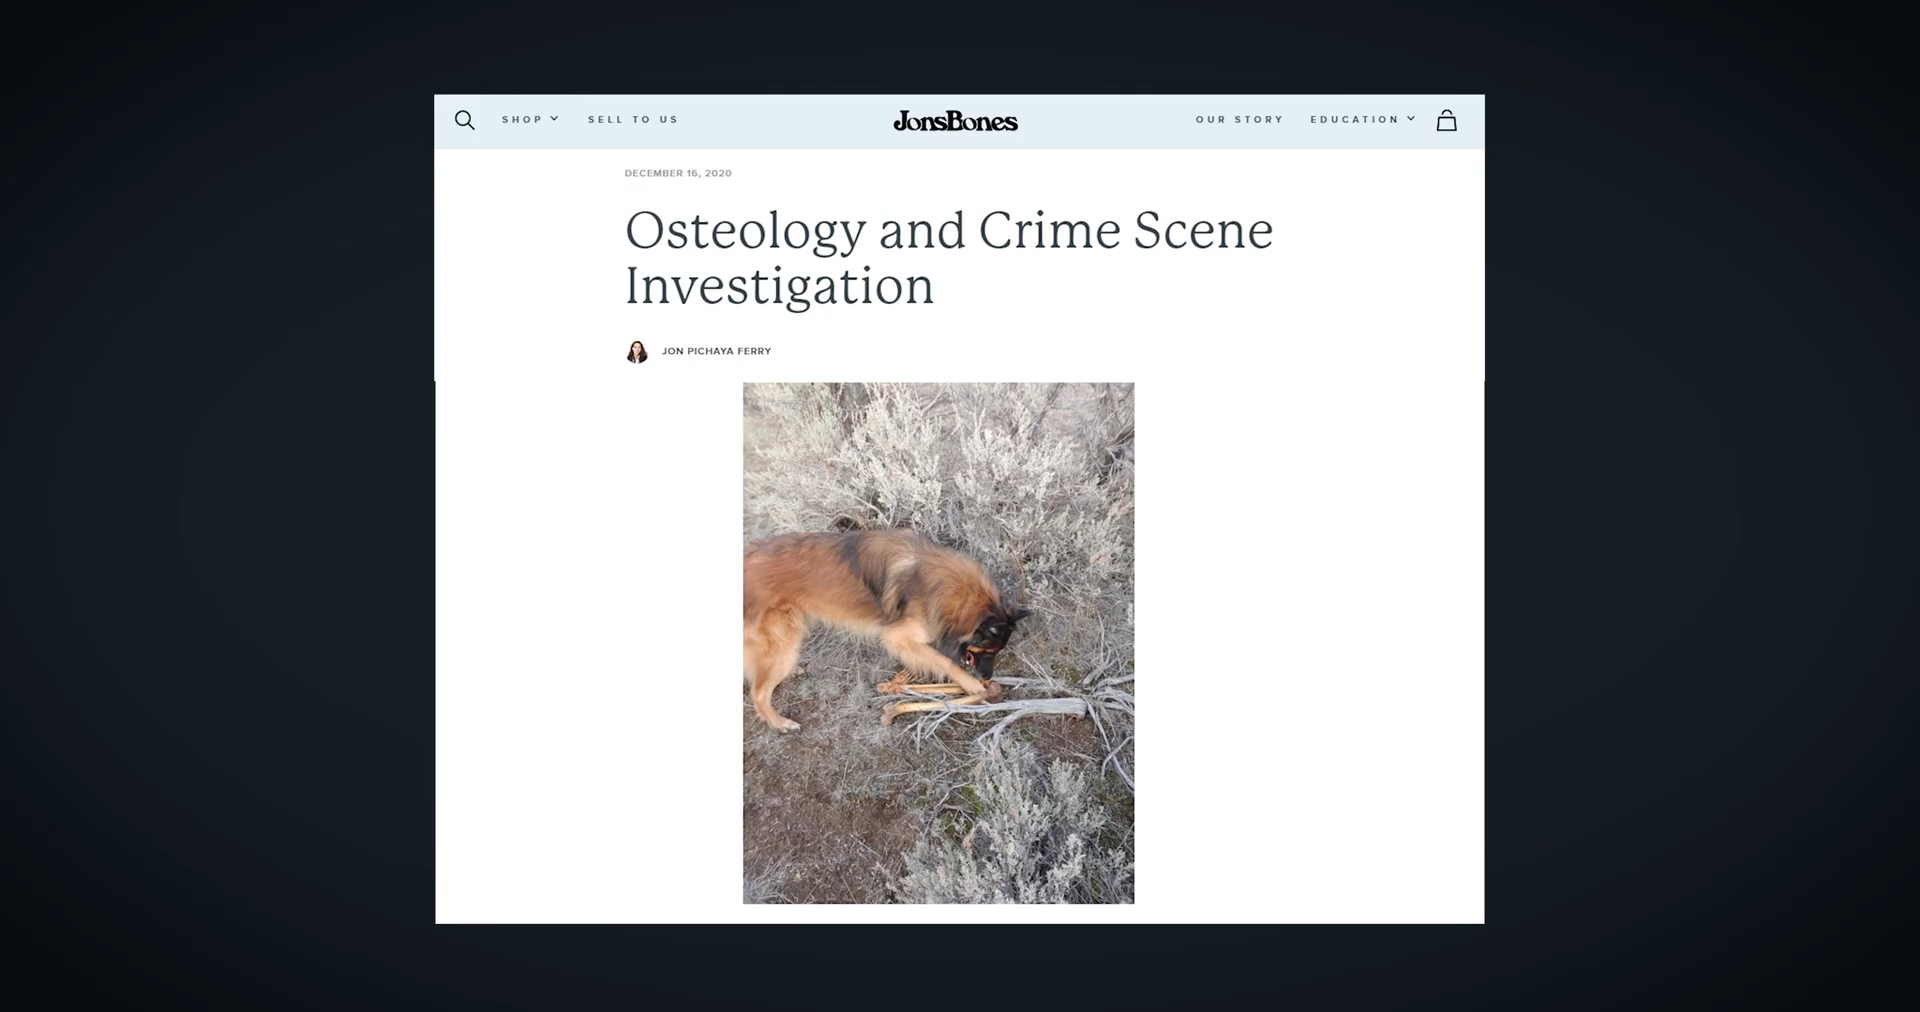 SHOP
SELL TO US
JonsBones
OUR STORY
EDUCATION
DECEMBER 16, 2020
Osteology and Crime Scene
Investigation
JON PICHAYA FERRY